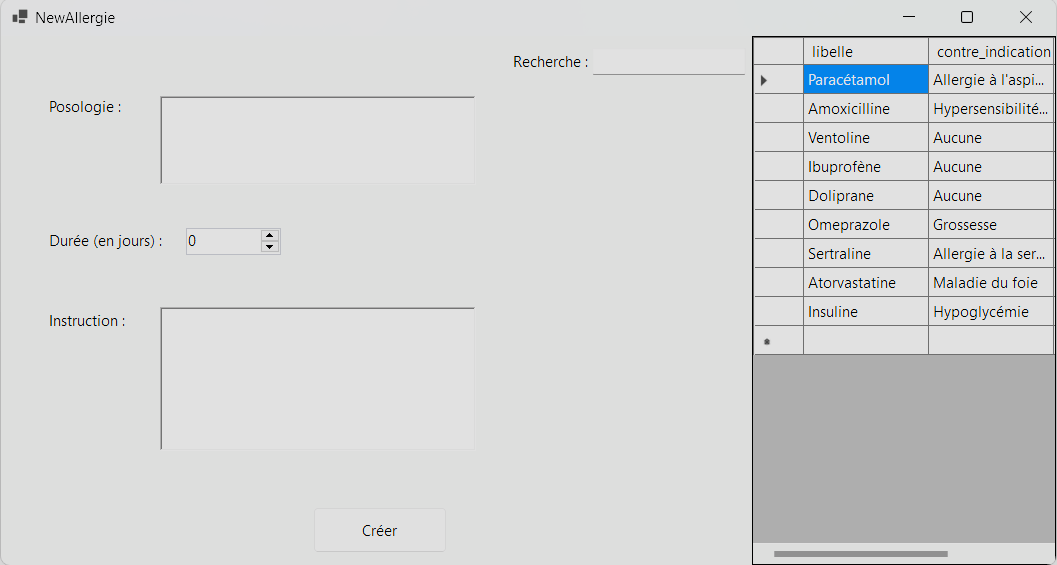 NewAllergie
Recherche :
Posologie :
Durée (en jours) :
0
Instruction :
Créer
libelle contre_indication
Paracétamol Allergie à l'aspi...
Amoxicilline Hypersensibilité...
Ventoline Aucune
Ibuprofène Aucune
Doliprane Aucune
Omeprazole Grossesse
Sertraline Allergie à la ser...
Atorvastatine Maladie du foie
Insuline Hypoglycémie